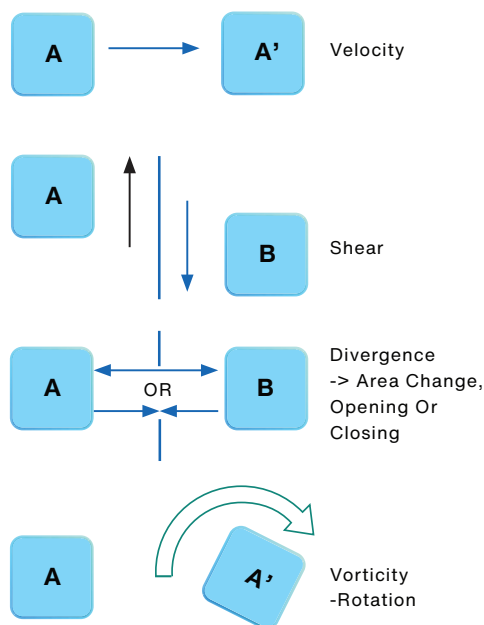 A
A’
Velocity
A
B
Shear
A
OR
B
Divergence
-> Area Change,
Opening Or
Closing
A
A’
Vorticity
-Rotation